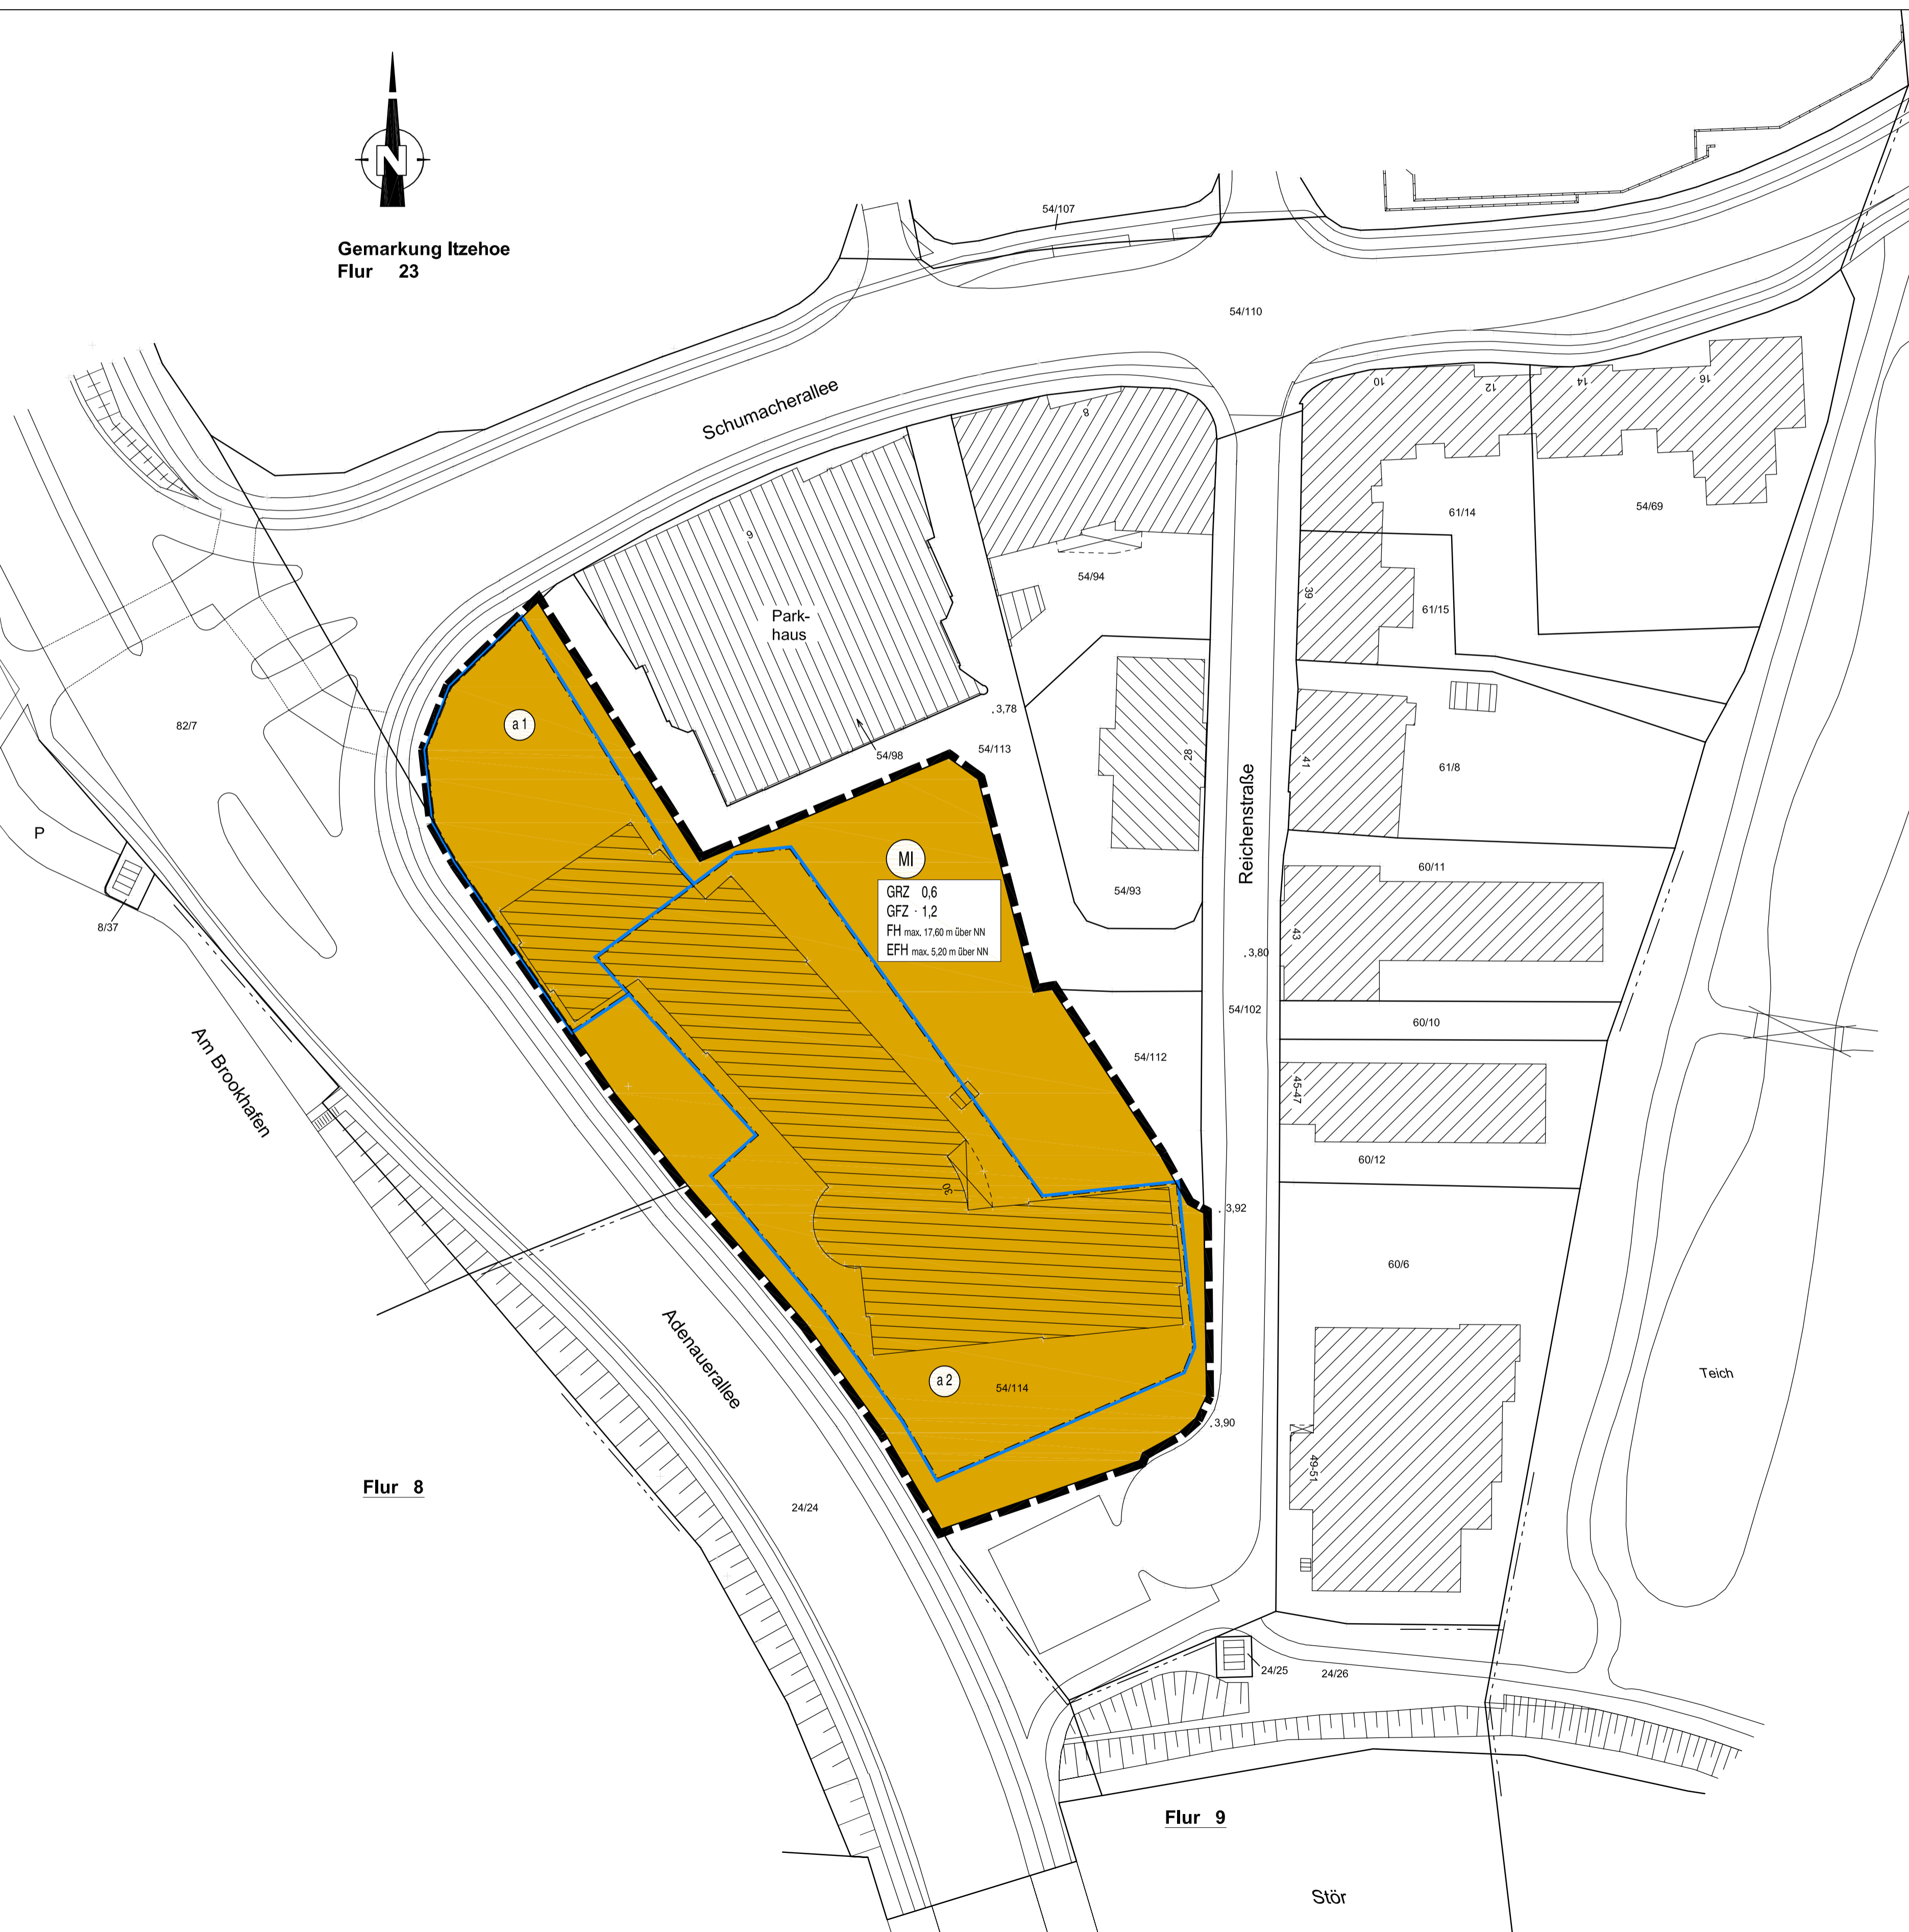 N
Gemarkung Itzehoe
Flur 23
54/107
54/110
Schumacherallee
8
10
12
14
16
9
61/14
54/69
54/94
39
61/15
Park-
haus
82/7
a 1
3,78
54/98
54/113
28
Reichenstraße
41
61/8
P
8/37
MI
GRZ 0,6
GFZ 1,2
FH max. 17,60 m über NN
EFH max. 5,20 m über NN
54/93
60/11
43
3,80
54/102
60/10
Am Brookhafen
54/112
45-47
60/12
30
3,92
60/6
Adenauerallee
a 2
54/114
Teich
3,90
49-51
Flur 8
24/24
24/25
24/26
Flur 9
Stör